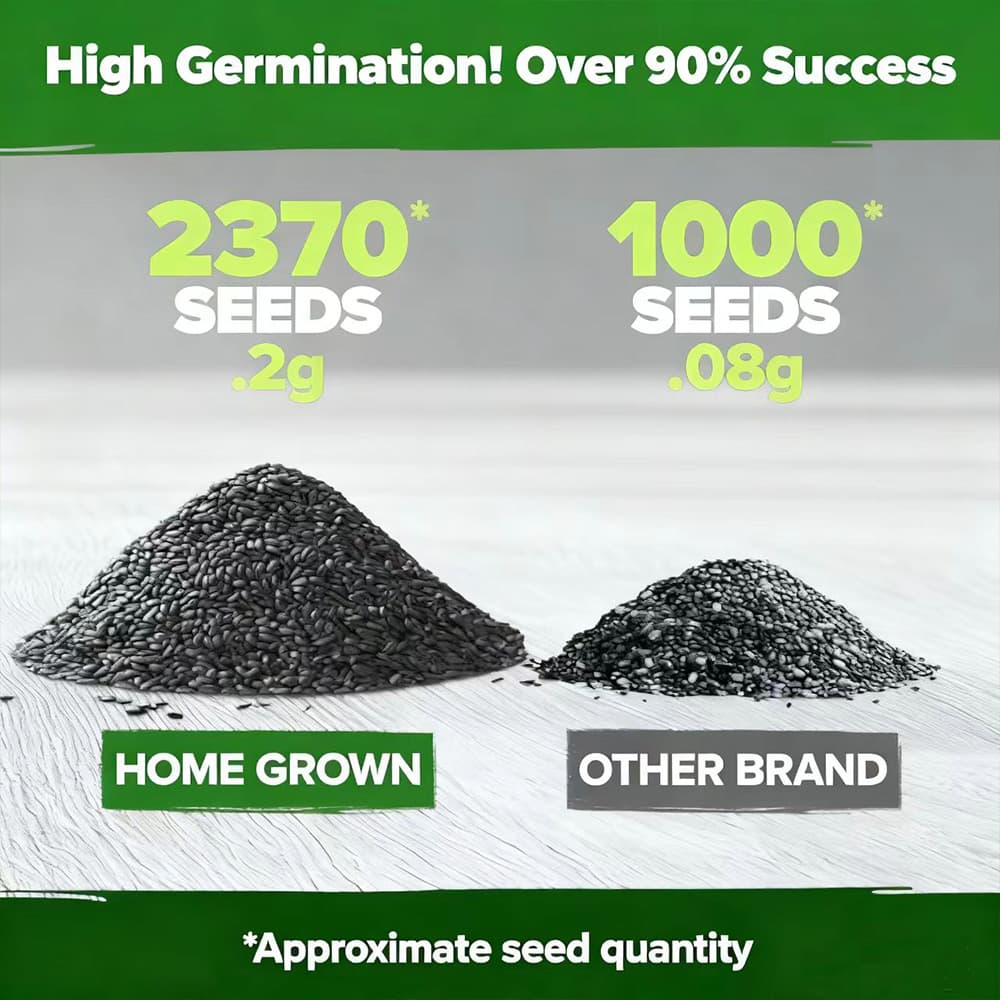 High Germination! Over 90% Success
2370*
SEEDS
.2g
1000*
SEEDS
.08g
HOME GROWN
OTHER BRAND
*Approximate seed quantity